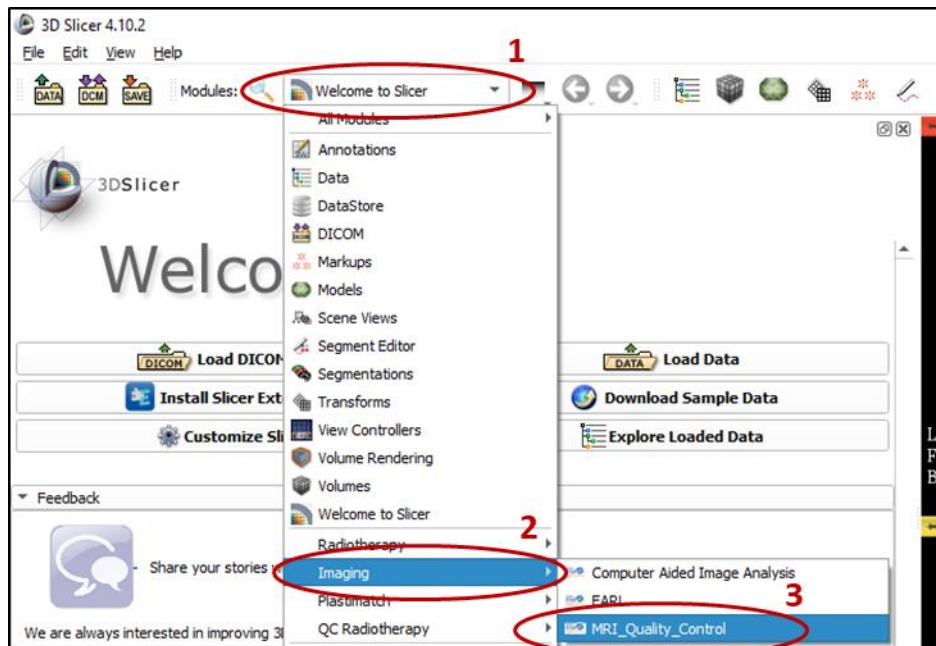 3D Slicer 4.10.2
File Edit View Help
1
DATA DCM SAVE Modules: Welcome to Slicer
All Modules
Annotations
3DSlicer
Data
DataStore
DICOM
Welco
Markups
Models
Scene Views
Segment Editor
DICOM Load DICOM
DATA Load Data
Segmentations
Install Slicer Ext
Transforms
Download Sample Data
Customize Sli
View Controllers
Explore Loaded Data
L
Volume Rendering
F
Volumes
B
Feedback
Welcome to Slicer
2
Radiotherapy
Share your stories
Imaging
Computer Aided Image Analysis
Plastimatch
EARL
3
We are always interested in improving 3D
QC Radiotherapy
MRI_Quality_Control